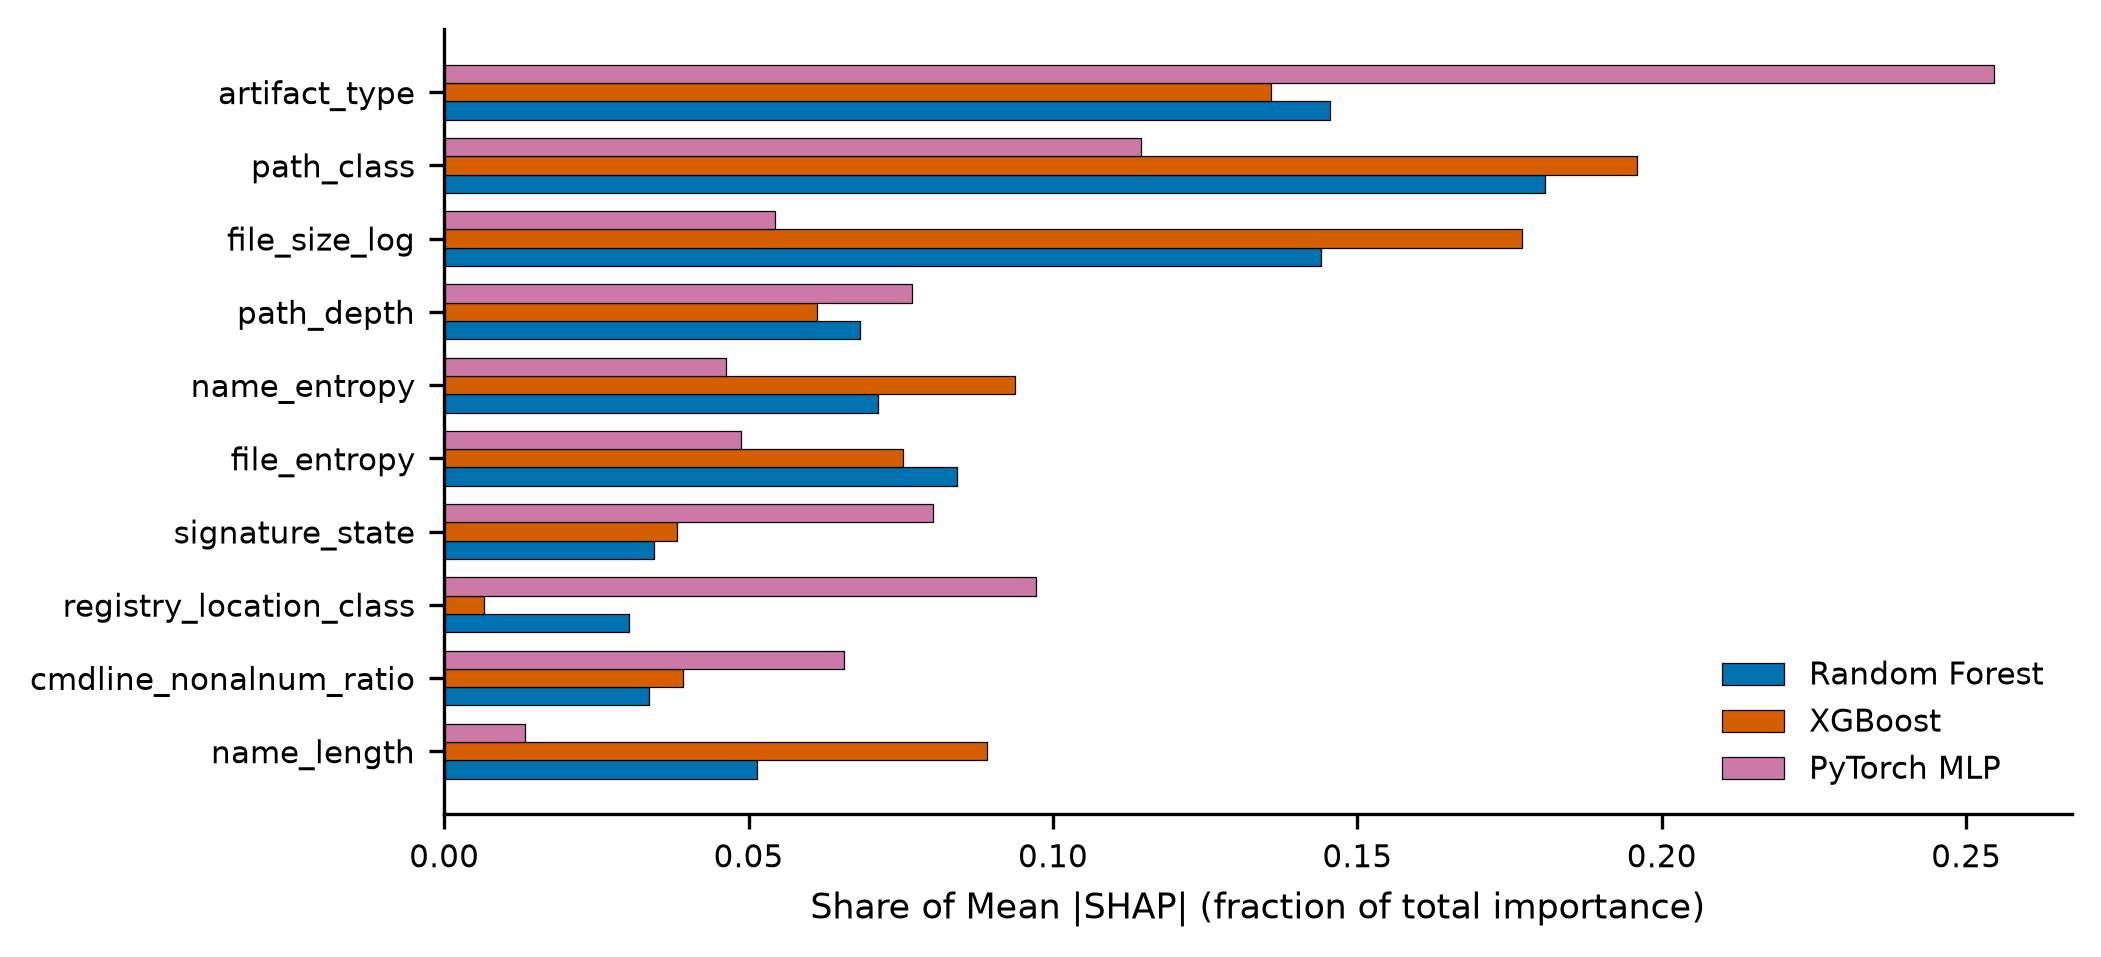 artifact_type
path_class
file_size_log
path_depth
name_entropy
file_entropy
signature_state
registry_location_class
cmdline_nonalnum_ratio
name_length
Random Forest
XGBoost
PyTorch MLP
0.00 0.05 0.10 0.15 0.20 0.25
Share of Mean |SHAP| (fraction of total importance)